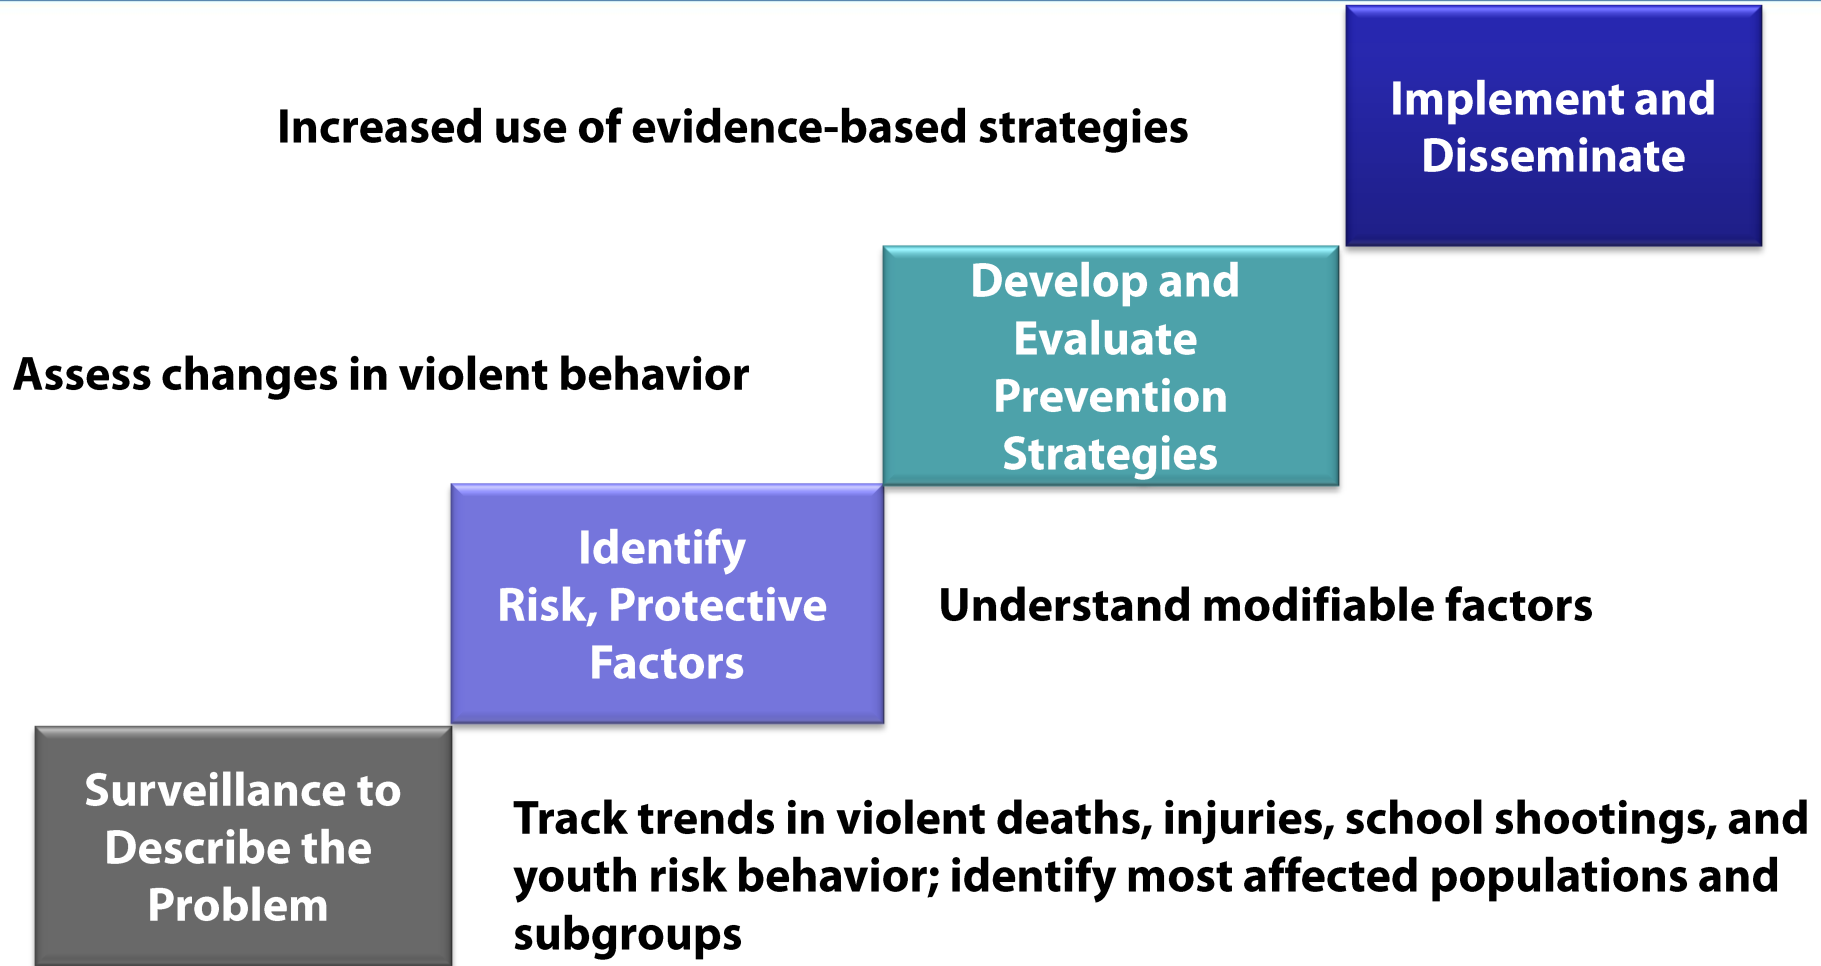 Increased use of evidence-based strategies
Implement and
Disseminate
Assess changes in violent behavior
Develop and
Evaluate
Prevention
Strategies
Identify
Risk, Protective
Factors
Understand modifiable factors
Surveillance to
Describe the
Problem
Track trends in violent deaths, injuries, school shootings, and
youth risk behavior; identify most affected populations and
subgroups